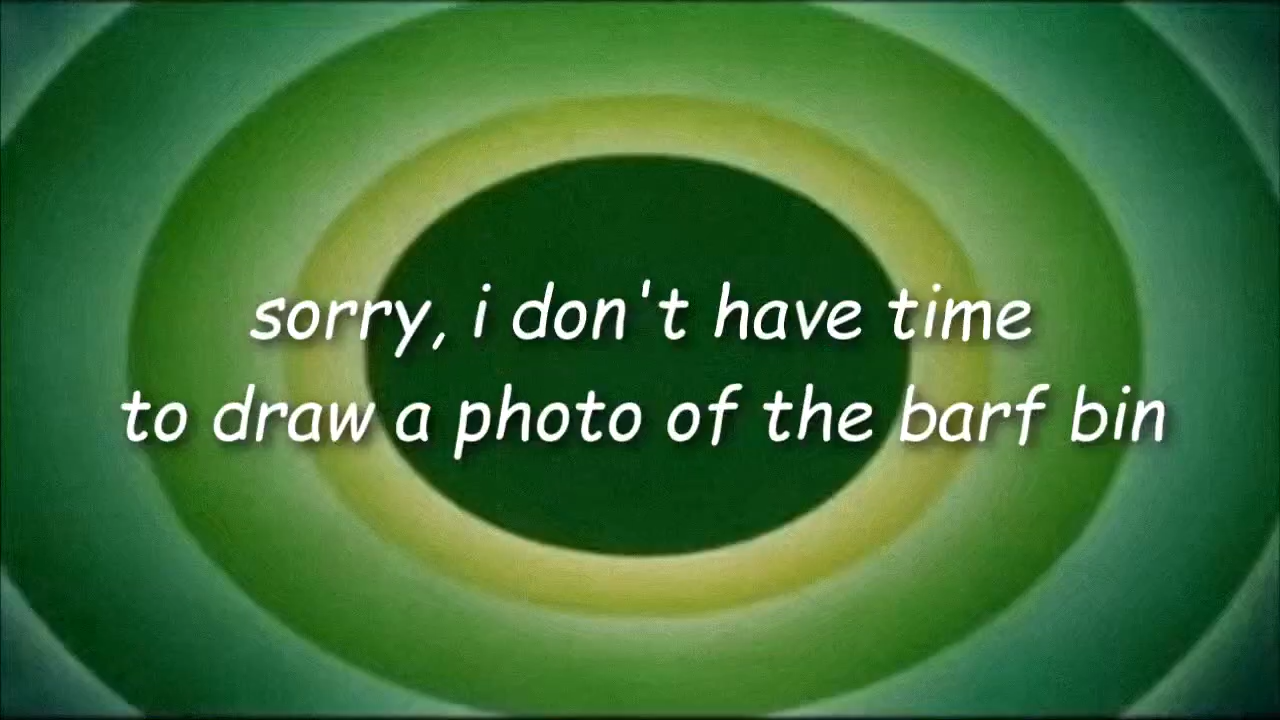 sorry, i don't have time
to draw a photo of the barf bin